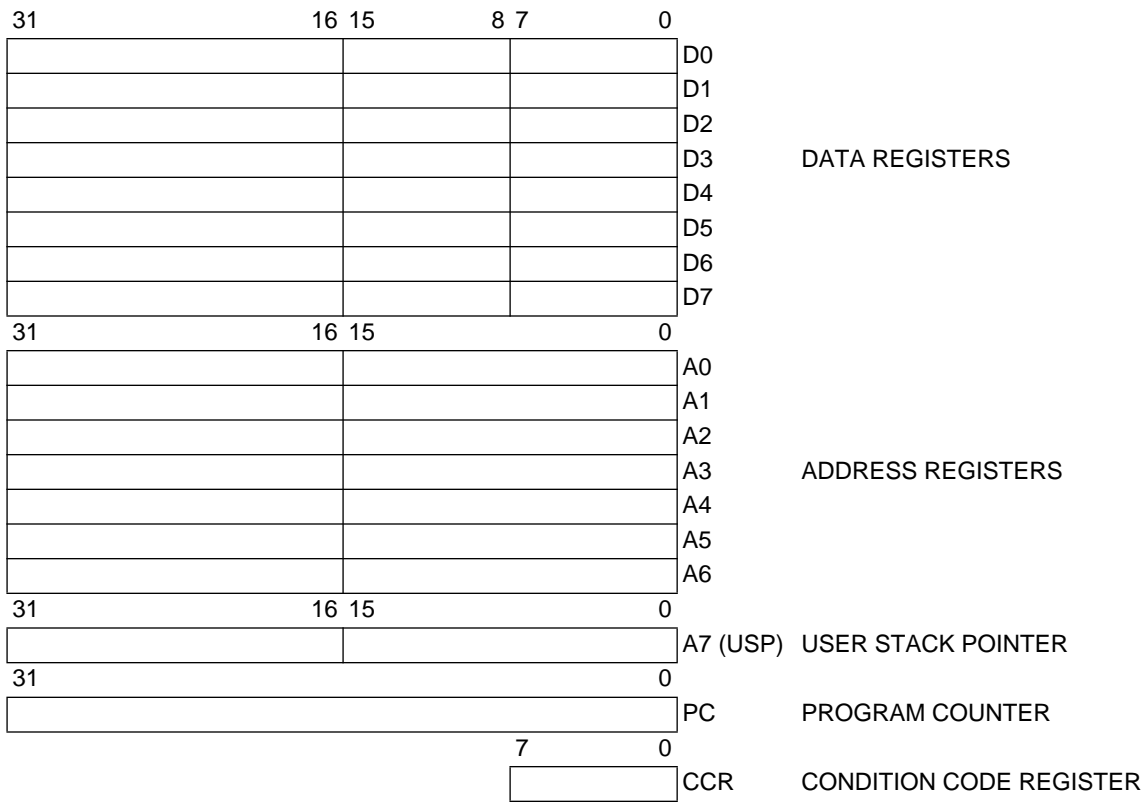 31 16 15 8 7 0
D0
D1
D2
D3 DATA REGISTERS
D4
D5
D6
D7
31 16 15 0
A0
A1
A2
A3 ADDRESS REGISTERS
A4
A5
A6
31 16 15 0
A7 (USP) USER STACK POINTER
31 0
PC PROGRAM COUNTER
7 0
CCR CONDITION CODE REGISTER